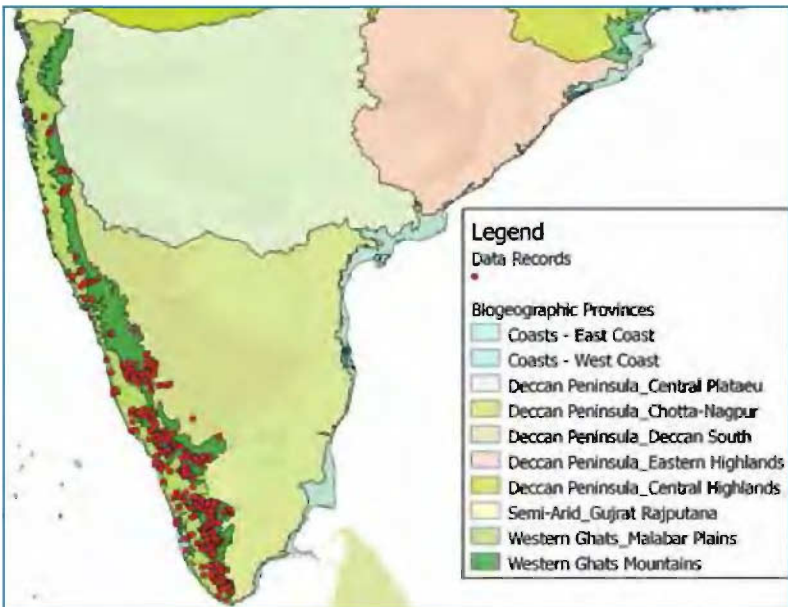 Legend
Data Records
Biogeographic Provinces
Coasts - East Coast
Coasts - West Coast
Deccan Peninsula_Central Plataeu
Deccan Peninsula_Chotta-Nagpur
Deccan Peninsula_Deccan South
Deccan Peninsula_Eastern Highlands
Deccan Peninsula_Central Highlands
Semi-Arid_Gujrat Rajputana
Western Ghats_Malabar Plains
Western Ghats Mountains